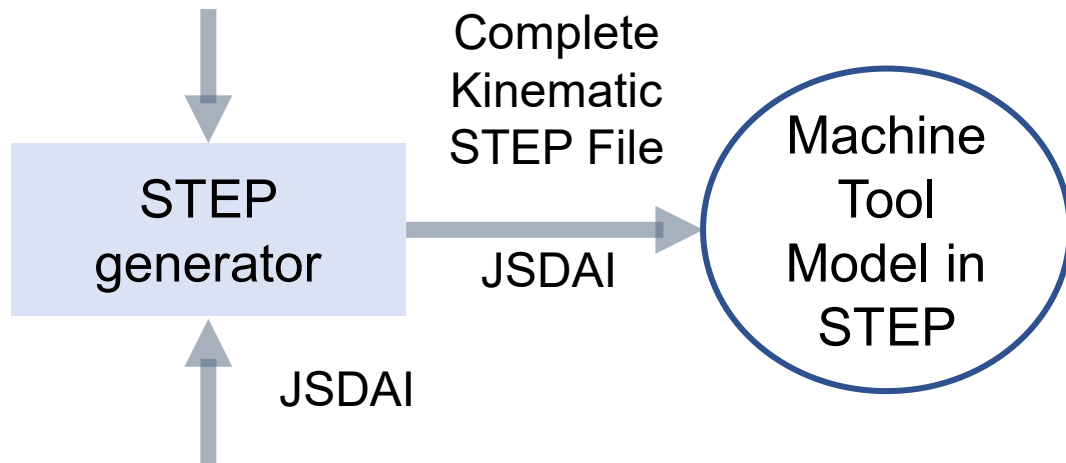 STEP
generator
Complete
Kinematic
STEP File
JSDAI
Machine
Tool
Model in
STEP
JSDAI